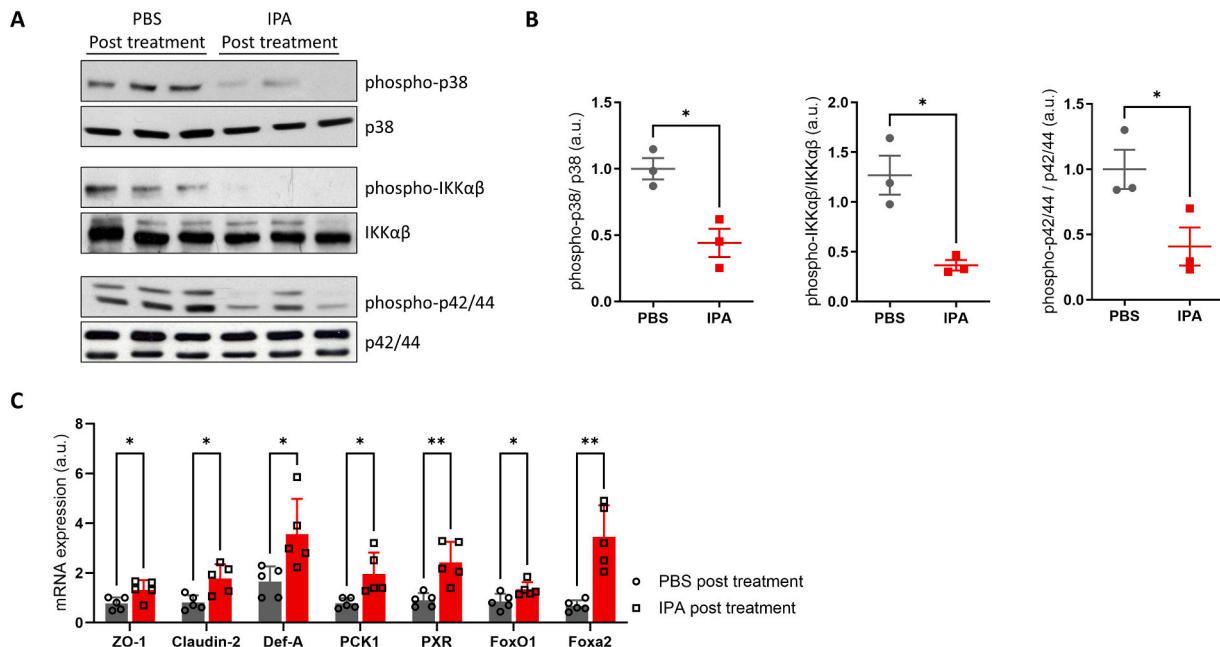 A
PBS
IPA
Post treatment
Post treatment
phospho-p38
p38
phospho-IKKαβ
IKKαβ
phospho-p42/44
p42/44
B
phospho-p38/ p38 (a.u.)
1.5
1.0
0.5
0.0
*
PBS
IPA
phospho-IKKαβ/IKKαβ (a.u.)
2.0
1.5
1.0
0.5
0.0
*
PBS
IPA
phospho-p42/44 / p42/44 (a.u.)
1.5
1.0
0.5
0.0
*
PBS
IPA
C
mRNA expression (a.u.)
8
6
4
2
0
* * * * ** * **
ZO-1 Claudin-2 Def-A PCK1 PXR FoxO1 Foxa2
PBS post treatment
IPA post treatment